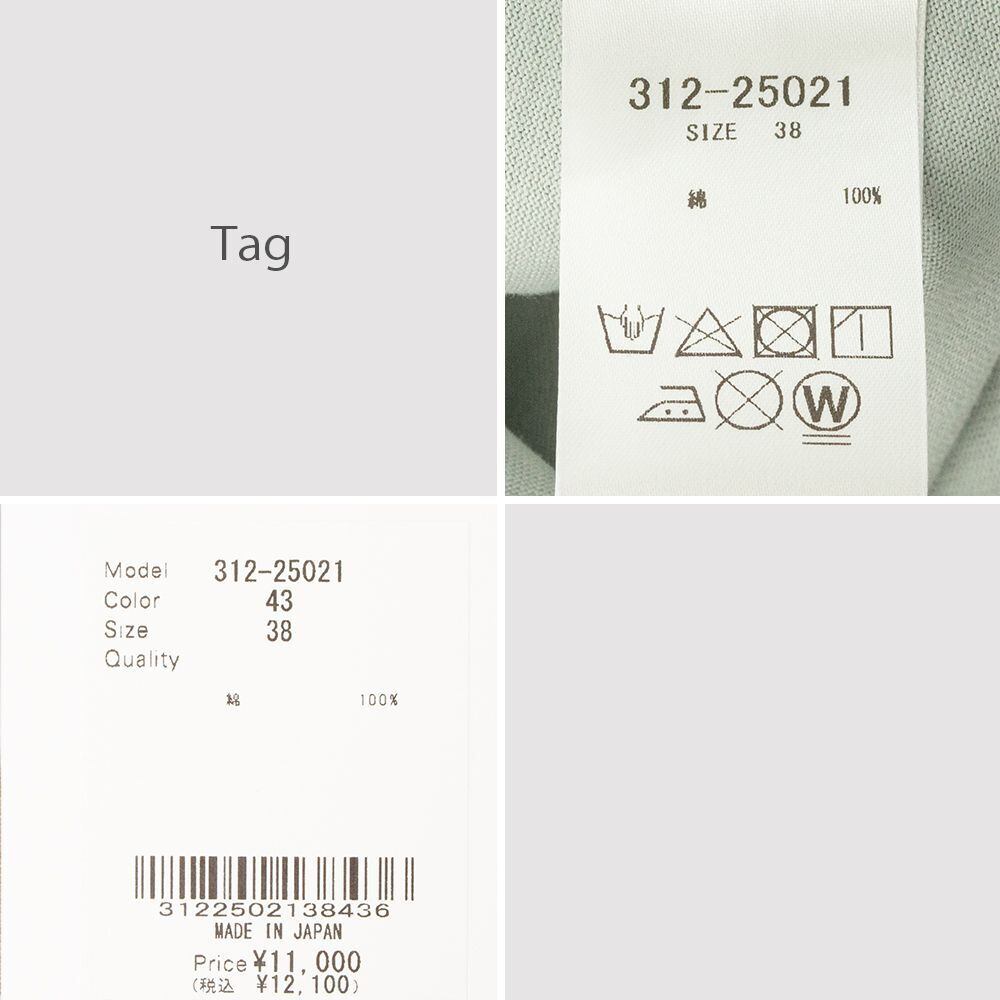 Tag
312-25021
SIZE 38
綿 100%
W
Model 312-25021
Color 43
Size 38
Quality
綿 100%
3122502138436
MADE IN JAPAN
Price ¥11,000
(税込 ¥12,100)